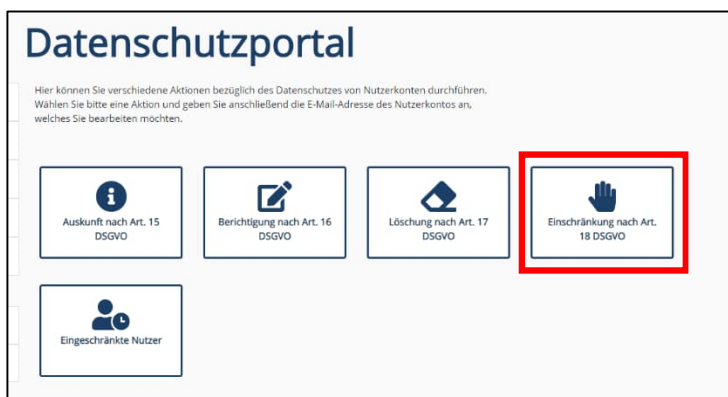 Datenschutzportal
Hier können Sie verschiedene Aktionen bezüglich des Datenschutzes von Nutzerkonten durchführen.
Wählen Sie bitte eine Aktion und geben Sie anschließend die E-Mail-Adresse des Nutzerkontos an,
welches Sie bearbeiten möchten.
Auskunft nach Art. 15
DSGVO
Berichtigung nach Art. 16
DSGVO
Löschung nach Art. 17
DSGVO
Einschränkung nach Art.
18 DSGVO
Eingeschränkte Nutzer